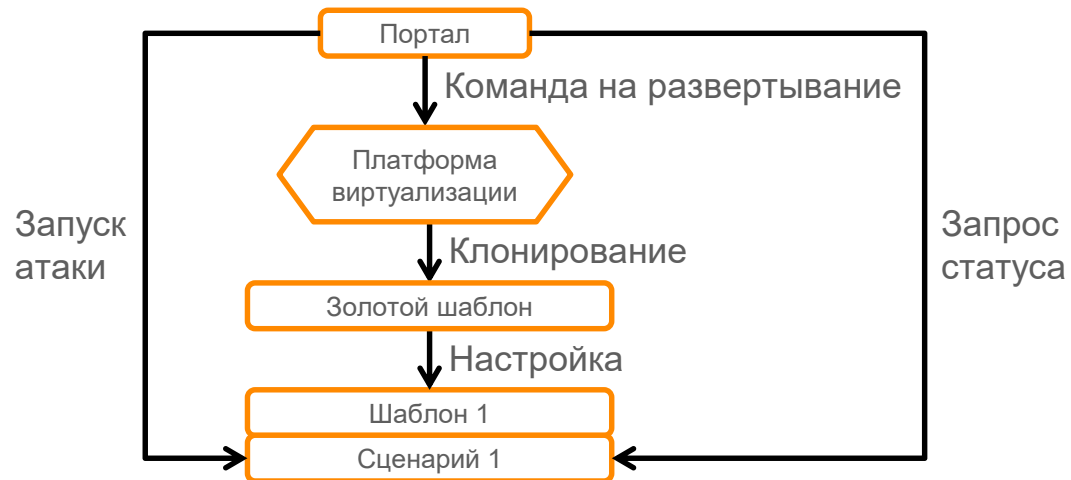 Портал
Команда на развертывание
Платформа
виртуализации
Запуск
атаки
Запрос
статуса
Клонирование
Золотой шаблон
Настройка
Шаблон 1
Сценарий 1